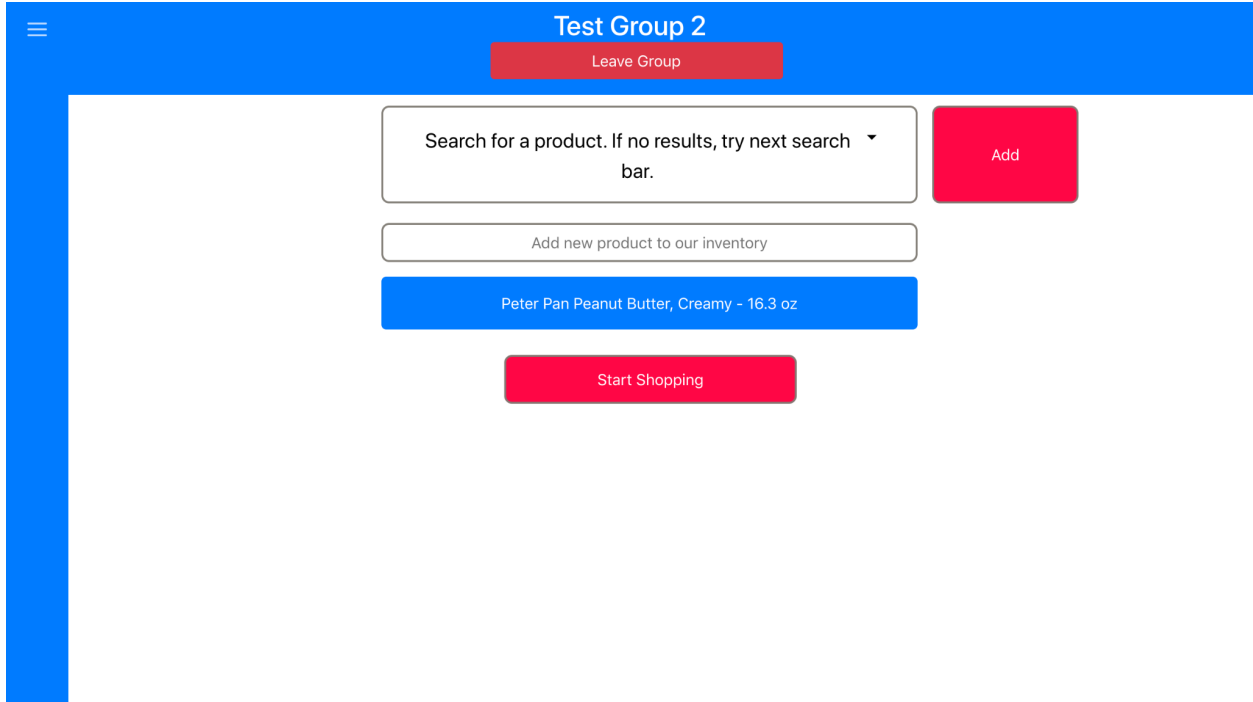 Test Group 2
Leave Group
Search for a product. If no results, try next search
bar.
Add
Add new product to our inventory
Peter Pan Peanut Butter, Creamy - 16.3 oz
Start Shopping